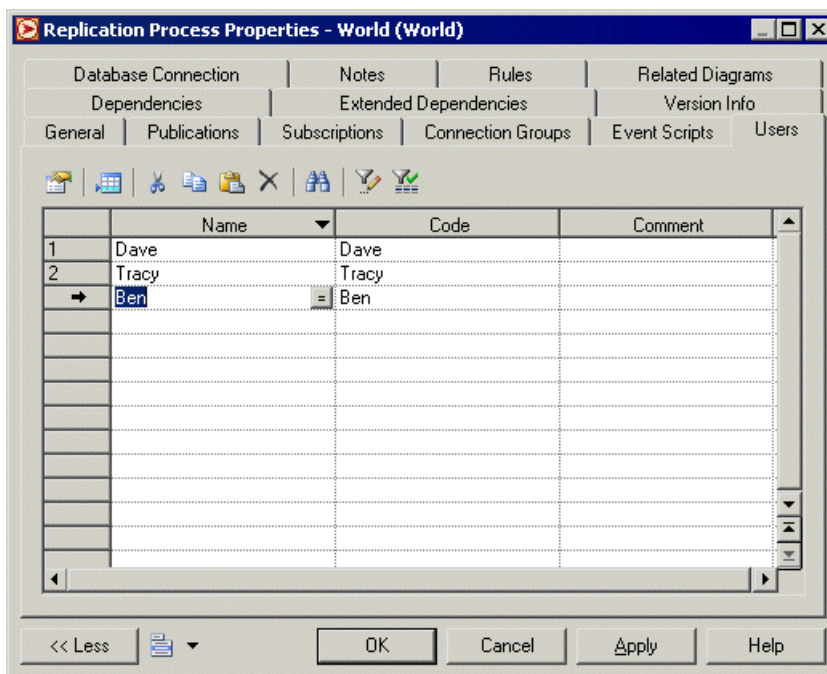 Replication Process Properties - World (World)
Database Connection Notes Rules Related Diagrams
Dependencies Extended Dependencies Version Info
General Publications Subscriptions Connection Groups Event Scripts Users
Name Code Comment
1 Dave Dave
2 Tracy Tracy
Ben = Ben
<< Less OK Cancel Apply Help